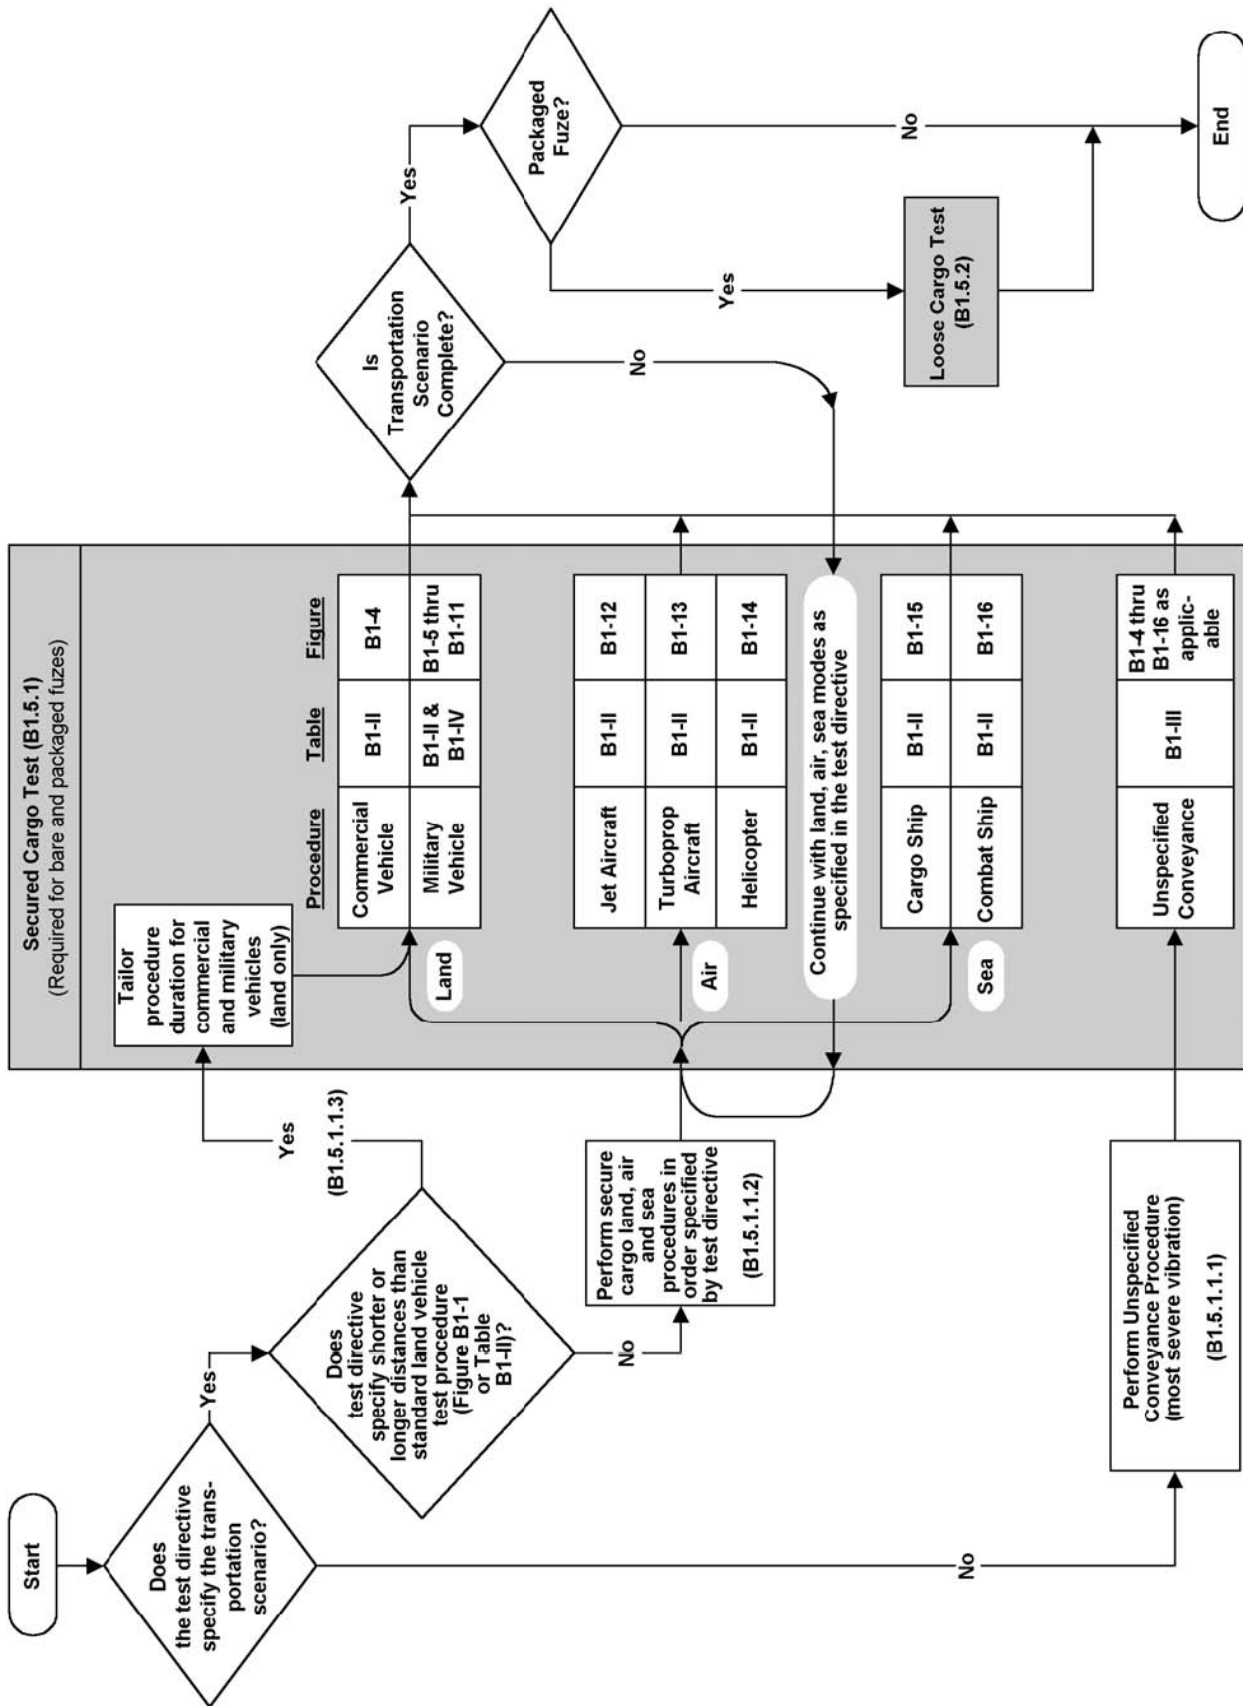 Start
Does
the test directive
specify the trans-
portation
scenario?
Yes
No
Does
test directive
specify shorter or
longer distances than
standard land vehicle
test procedure
(Figure B1-1
or Table
B1-II)?
Yes
(B1.5.1.1.3)
No
Perform secure
cargo land, air
and sea
procedures in
order specified
by test directive
(B1.5.1.1.2)
Perform Unspecified
Conveyance Procedure
(most severe vibration)
(B1.5.1.1.1)
Secured Cargo Test (B1.5.1)
(Required for bare and packaged fuzes)
Tailor
procedure
duration for
commercial
and military
vehicles
(land only)
Procedure
Table
Figure
Land
Commercial
Vehicle
B1-II
B1-4
Military
Vehicle
B1-II &
B1-IV
B1-5 thru
B1-11
Air
Jet Aircraft
B1-II
B1-12
Turboprop
Aircraft
B1-II
B1-13
Helicopter
B1-II
B1-14
Continue with land, air, sea modes as
specified in the test directive
Sea
Cargo Ship
B1-II
B1-15
Combat Ship
B1-II
B1-16
Unspecified
Conveyance
B1-III
B1-4 thru
B1-16 as
applic-
able
Is
Transportation
Scenario
Complete?
Yes
No
Packaged
Fuze?
Yes
No
Loose Cargo Test
(B1.5.2)
End